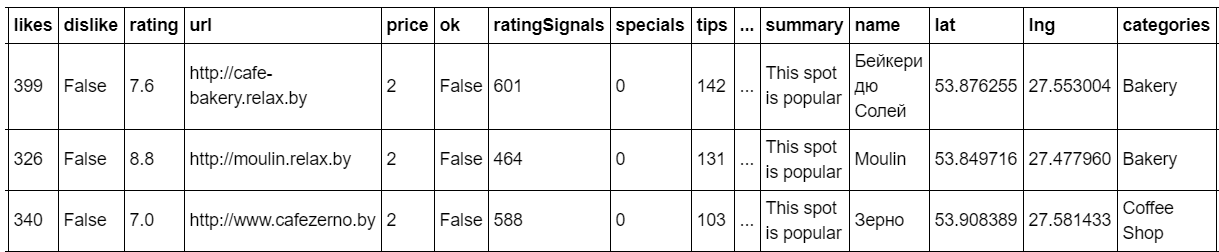 likes dislike rating url price ok ratingSignals specials tips ... summary name lat lng categories
399 False 7.6 http://cafe-bakery.relax.by 2 False 601 0 142 ... This spot is popular Бейкери дю Солей 53.876255 27.553004 Bakery
326 False 8.8 http://moulin.relax.by 2 False 464 0 131 ... This spot is popular Moulin 53.849716 27.477960 Bakery
340 False 7.0 http://www.cafezerno.by 2 False 588 0 103 ... This spot is popular Зерно 53.908389 27.581433 Coffee Shop